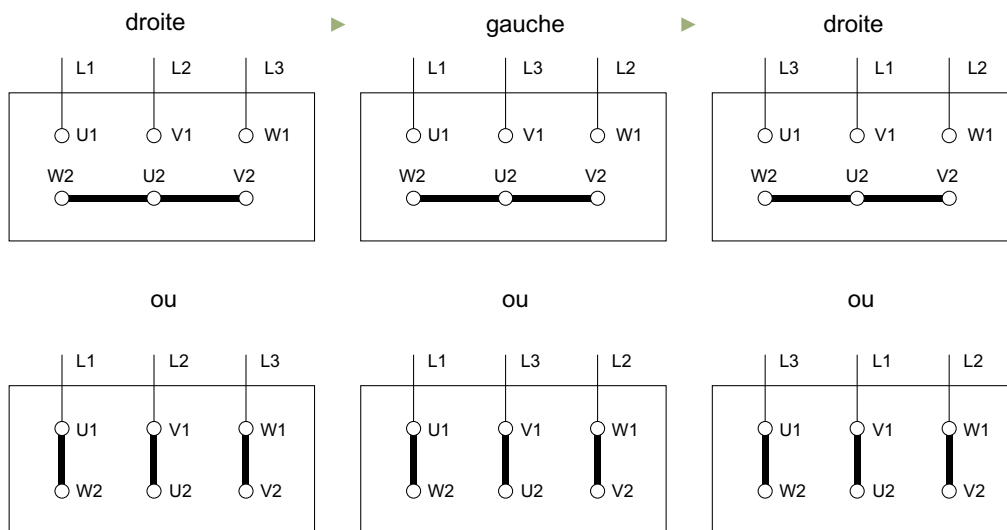 droite ► gauche ► droite
L1 L2 L3 L1 L3 L2 L3 L1 L2
U1 V1 W1 U1 V1 W1 U1 V1 W1
W2 U2 V2 W2 U2 V2 W2 U2 V2
ou ou ou
L1 L2 L3 L1 L3 L2 L3 L1 L2
U1 V1 W1 U1 V1 W1 U1 V1 W1
W2 U2 V2 W2 U2 V2 W2 U2 V2